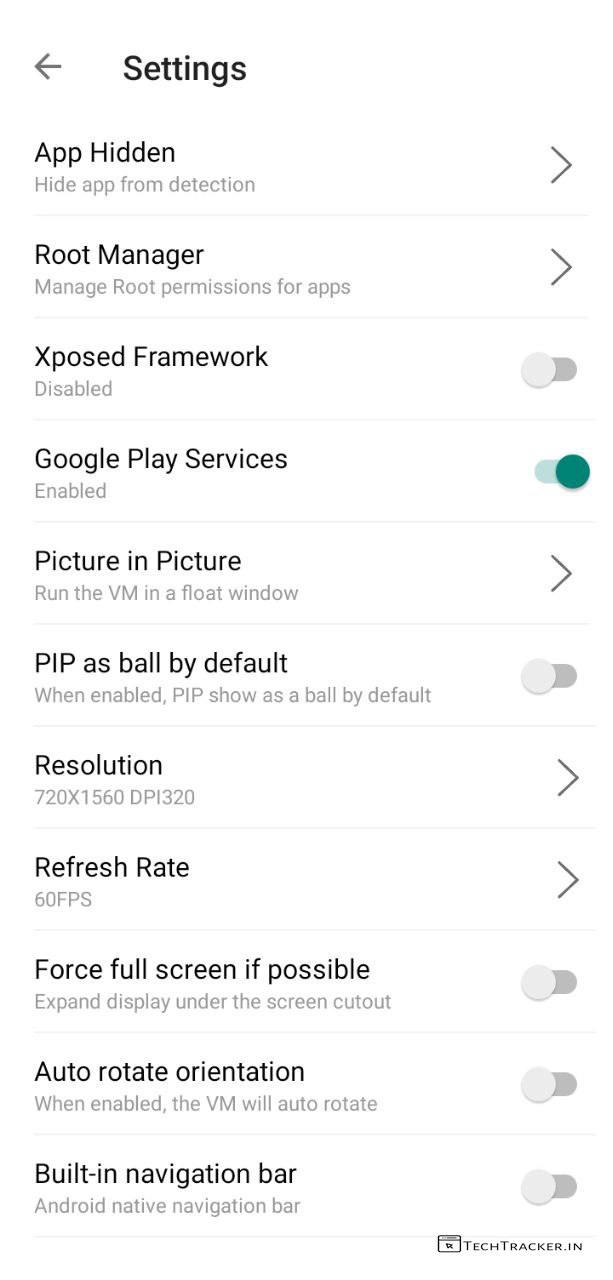 Settings
App Hidden
Hide app from detection
Root Manager
Manage Root permissions for apps
Xposed Framework
Disabled
Google Play Services
Enabled
Picture in Picture
Run the VM in a float window
PIP as ball by default
When enabled, PIP show as a ball by default
Resolution
720X1560 DPI320
Refresh Rate
60FPS
Force full screen if possible
Expand display under the screen cutout
Auto rotate orientation
When enabled, the VM will auto rotate
Built-in navigation bar
Android native navigation bar
TECHTRACKER.IN